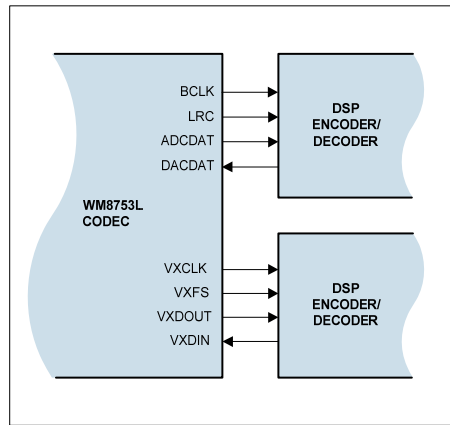 BCLK
LRC
ADCDAT
DACDAT
DSP
ENCODER/
DECODER
WM8753L
CODEC
VXCLK
VXFS
VXDOUT
VXDIN
DSP
ENCODER/
DECODER